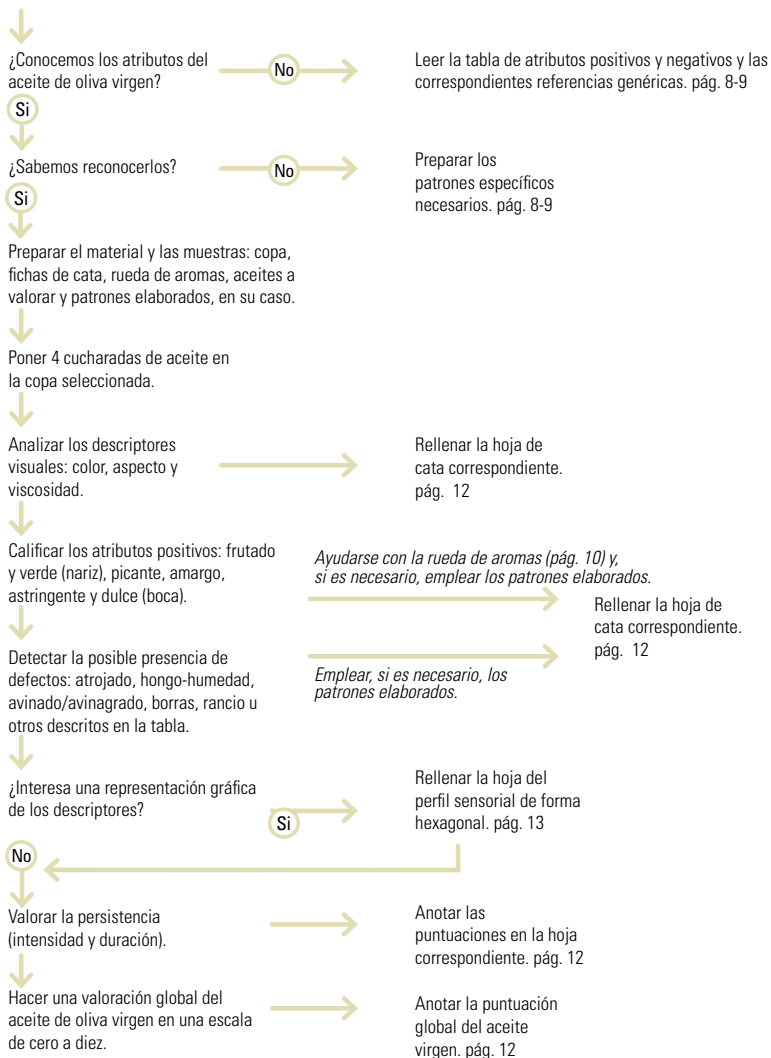 ¿Conocemos los atributos del
aceite de oliva virgen?
No
Leer la tabla de atributos positivos y negativos y las
correspondientes referencias genéricas. pág. 8-9
Si
¿Sabemos reconocerlos?
No
Preparar los
patrones específicos
necesarios. pág. 8-9
Si
Preparar el material y las muestras: copa,
fichas de cata, rueda de aromas, aceites a
valorar y patrones elaborados, en su caso.
Poner 4 cucharadas de aceite en
la copa seleccionada.
Analizar los descriptores
visuales: color, aspecto y
viscosidad.
Rellenar la hoja de
cata correspondiente.
pág. 12
Calificar los atributos positivos: frutado
y verde (nariz), picante, amargo,
astringente y dulce (boca).
Ayudarse con la rueda de aromas (pág. 10) y,
si es necesario, emplear los patrones elaborados.
Rellenar la hoja de
cata correspondiente.
pág. 12
Detectar la posible presencia de
defectos: atrojado, hongo-humedad,
avinado/avinagrado, borras, rancio u
otros descritos en la tabla.
Emplear, si es necesario, los
patrones elaborados.
¿Interesa una representación gráfica
de los descriptores?
Si
Rellenar la hoja del
perfil sensorial de forma
hexagonal. pág. 13
No
Valorar la persistencia
(intensidad y duración).
Anotar las
puntuaciones en la hoja
correspondiente. pág. 12
Hacer una valoración global del
aceite de oliva virgen en una escala
de cero a diez.
Anotar la puntuación
global del aceite
virgen. pág. 12